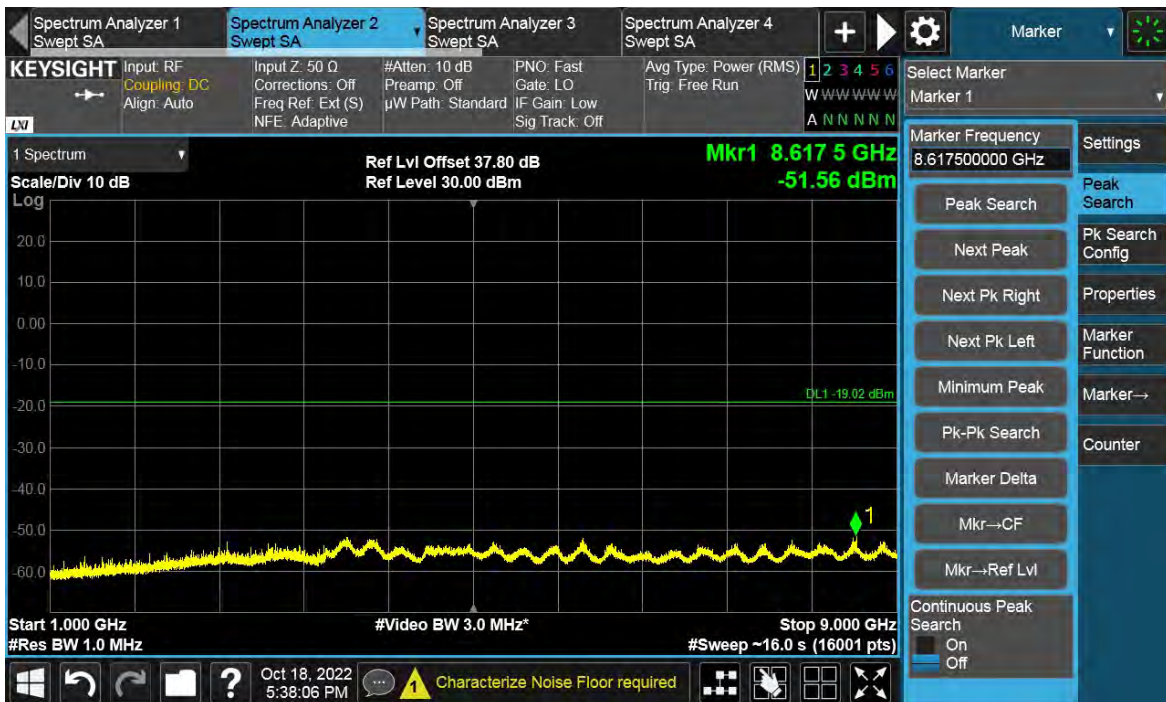 Spectrum Analyzer 1
Swept SA
Spectrum Analyzer 2
Swept SA
Spectrum Analyzer 3
Swept SA
Spectrum Analyzer 4
Swept SA
+
Marker
KEYSIGHT
LXI
Input: RF
Coupling: DC
Align: Auto
Input Z: 50 Ω
Corrections: Off
Freq Ref: Ext (S)
NFE: Adaptive
#Atten: 10 dB
Preamp: Off
µW Path: Standard
PNO: Fast
Gate: LO
IF Gain: Low
Sig Track: Off
Avg Type: Power (RMS)
Trig: Free Run
1 2 3 4 5 6
W W W W W W
A N N N N N
Select Marker
Marker 1
1 Spectrum
Scale/Div 10 dB
Log
Ref Lvl Offset 37.80 dB
Ref Level 30.00 dBm
Mkr1 8.617 5 GHz
-51.56 dBm
20.0
10.0
0.00
-10.0
-20.0
-30.0
-40.0
-50.0
-60.0
DL1 -19.02 dBm
1
Start 1.000 GHz
#Res BW 1.0 MHz
#Video BW 3.0 MHz*
Stop 9.000 GHz
#Sweep ~16.0 s (16001 pts)
Marker Frequency
8.617500000 GHz
Peak Search
Next Peak
Next Pk Right
Next Pk Left
Minimum Peak
Pk-Pk Search
Marker Delta
Mkr→CF
Mkr→Ref Lvl
Continuous Peak
Search
On
Off
Settings
Peak
Search
Pk Search
Config
Properties
Marker
Function
Marker→
Counter
?
Oct 18, 2022
5:38:06 PM
1
Characterize Noise Floor required